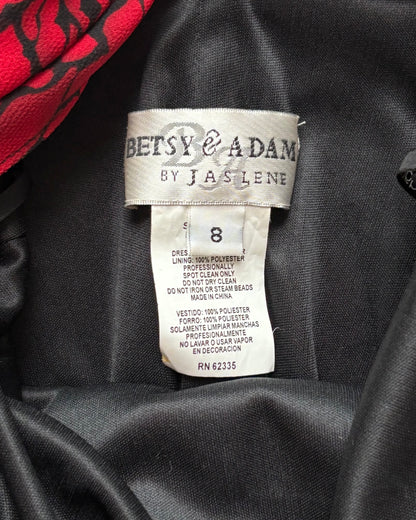 BETSY & ADAM
BY JASLENE
8
LINING: 100% POLYESTER
PROFESSIONALLY
SPOT CLEAN ONLY
DO NOT DRY CLEAN
DO NOT IRON OR STEAM BEADS
MADE IN CHINA
VESTIDO: 100% POLYESTER
FORRO: 100% POLYESTER
SOLAMENTE LIMPIAR MANCHAS
PROFESIONALMENTE
NO LAVAR O USAR VAPOR
EN DECORACION
RN 62335